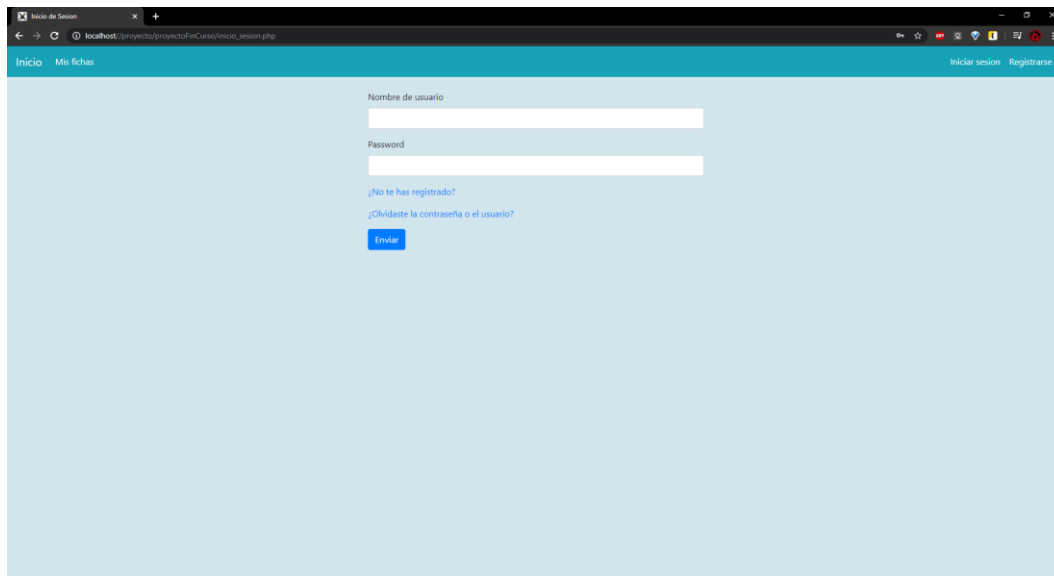 Inicio de Sesion
localhost//proyecto/proyectoFinCurso/inicio_sesion.php
Inicio Mis fichas Iniciar sesion Registrarse
Nombre de usuario
Password
¿No te has registrado?
¿Olvidaste la contraseña o el usuario?
Enviar